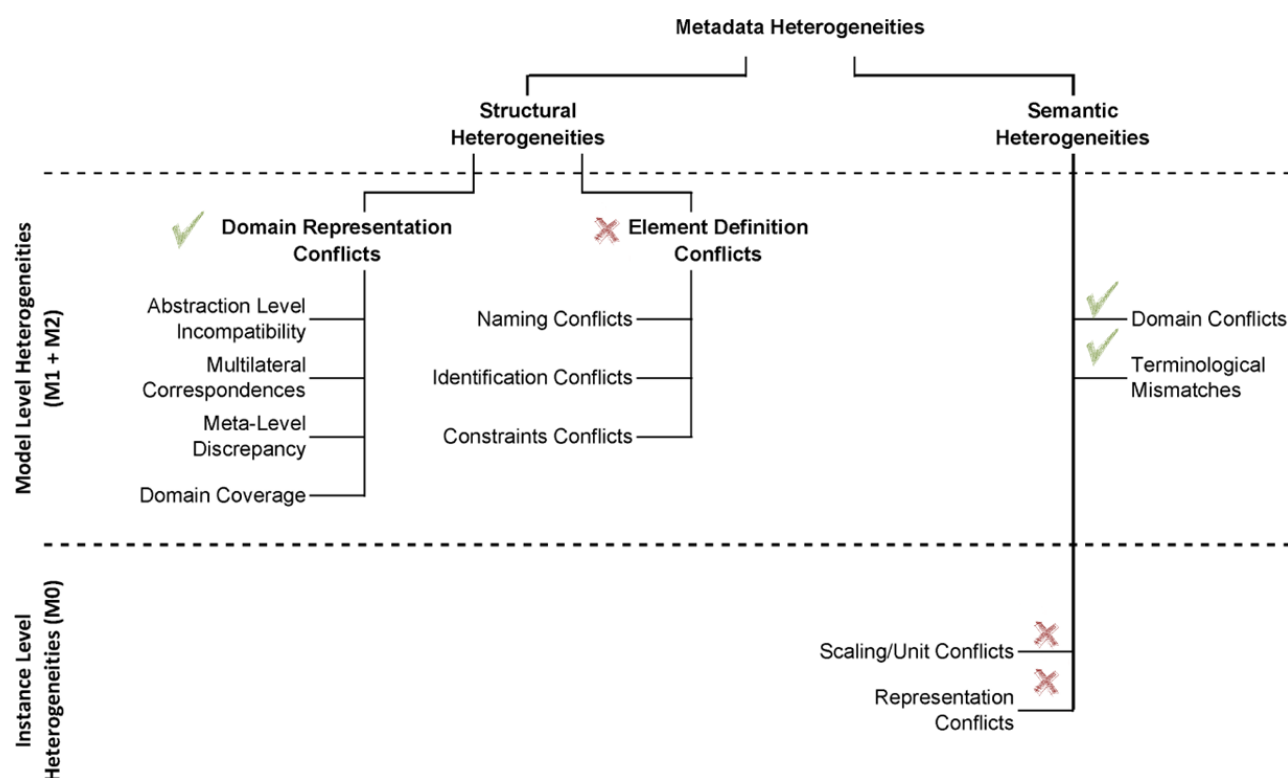 Metadata Heterogeneities
Structural
Heterogeneities
Semantic
Heterogeneities
Model Level Heterogeneities
(M1 + M2)
Domain Representation
Conflicts
Element Definition
Conflicts
Abstraction Level
Incompatibility
Multilateral
Correspondences
Meta-Level
Discrepancy
Domain Coverage
Naming Conflicts
Identification Conflicts
Constraints Conflicts
Domain Conflicts
Terminological
Mismatches
Instance Level
Heterogeneities (M0)
Scaling/Unit Conflicts
Representation
Conflicts